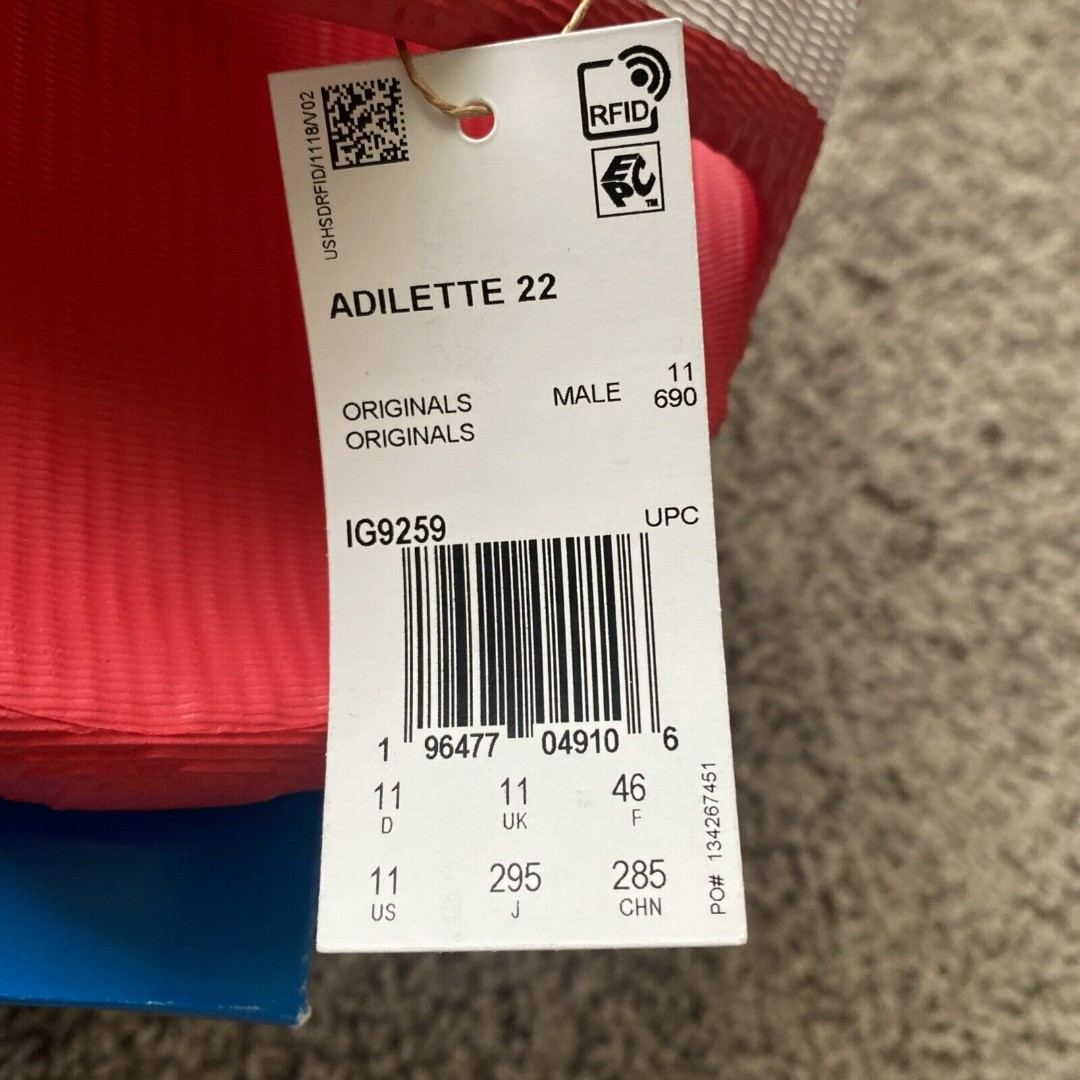 USHSDRFID/1118/V02
RFID
EPC
TM
ADILETTE 22
ORIGINALS
ORIGINALS
MALE
11
690
IG9259
UPC
1 96477 04910 6
11 11 46
D UK F
11 295 285
US J CHN
PO# 134267451